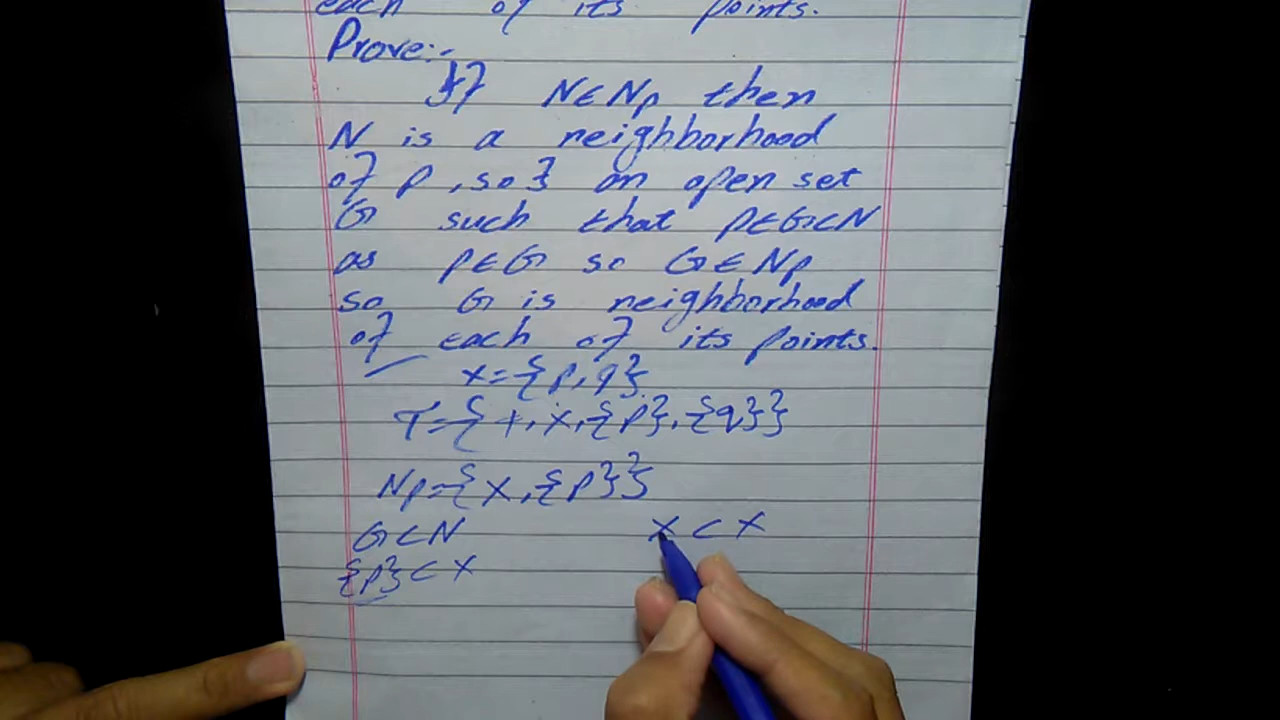 each of its points.
Prove:-
If N∈Np then
N is a neighborhood
of p, so ∃ an open set
G such that p∈G⊂N
as p∈G so G∈Np
so G is neighborhood
of each of its points.
X={p,q}
τ={ϕ,X,{p},{q}}
Np={X,{p}}
G⊂N X⊂X
{p}⊂X